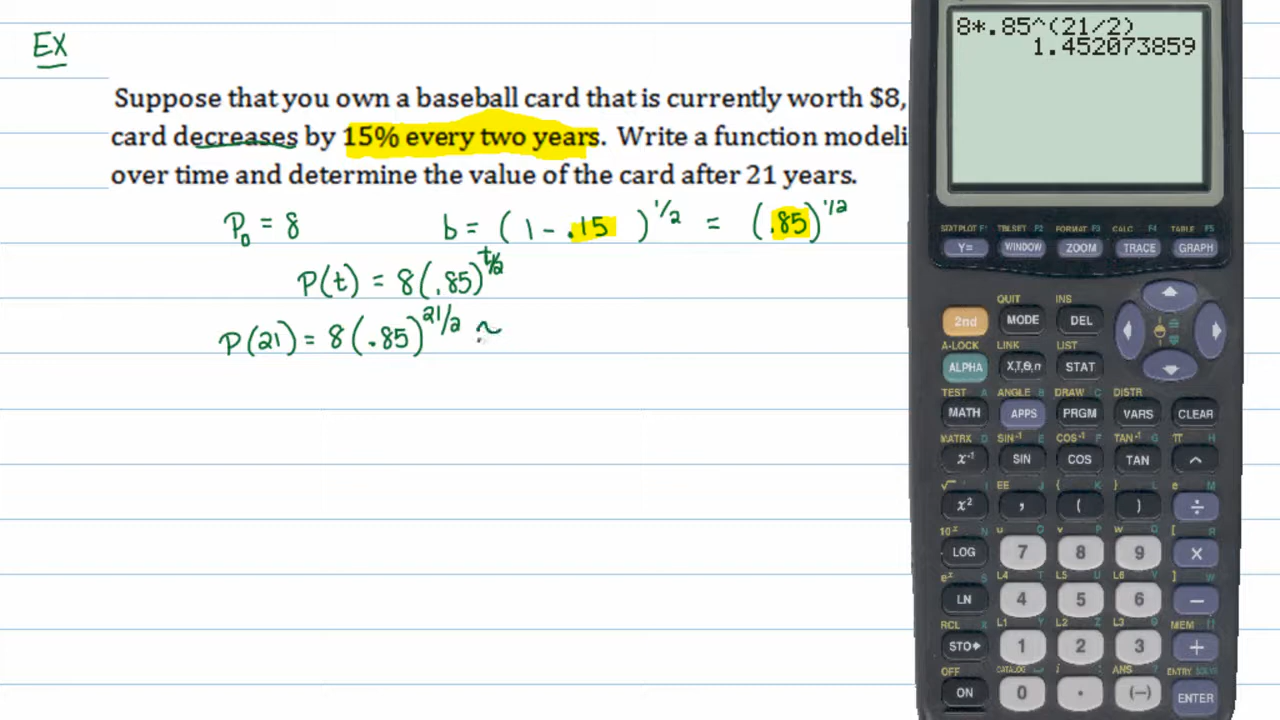 EX
Suppose that you own a baseball card that is currently worth $8,
card decreases by 15% every two years. Write a function modeli
over time and determine the value of the card after 21 years.
P₀ = 8 b = (1 - .15)^1/2 = (.85)^1/2
P(t) = 8(.85)^t/2
P(21) = 8(.85)^21/2 ~
8*.85^(21/2)
1.452073859
STAT PLOT F1 TBLSET F2 FORMAT F3 CALC F4 TABLE F5
Y= WINDOW ZOOM TRACE GRAPH
QUIT INS
2nd MODE DEL
A-LOCK LINK LIST
ALPHA X,T,θ,n STAT
TEST A ANGLE B DRAW C DISTR
MATH APPS PRGM VARS CLEAR
MATRX D SIN⁻¹ E COS⁻¹ F TAN⁻¹ G π H
x⁻¹ SIN COS TAN ^
√ I EE J { K } L e M
x² , ( ) ÷
10ˣ N u O v P w Q [ R
LOG 7 8 9 ×
eˣ S L4 T L5 U L6 V ] W
LN 4 5 6 −
RCL X L1 Y L2 Z L3 θ MEM "
STO▸ 1 2 3 +
OFF CATALOG i : ANS ? ENTRY SOLVE
ON 0 . (−) ENTER